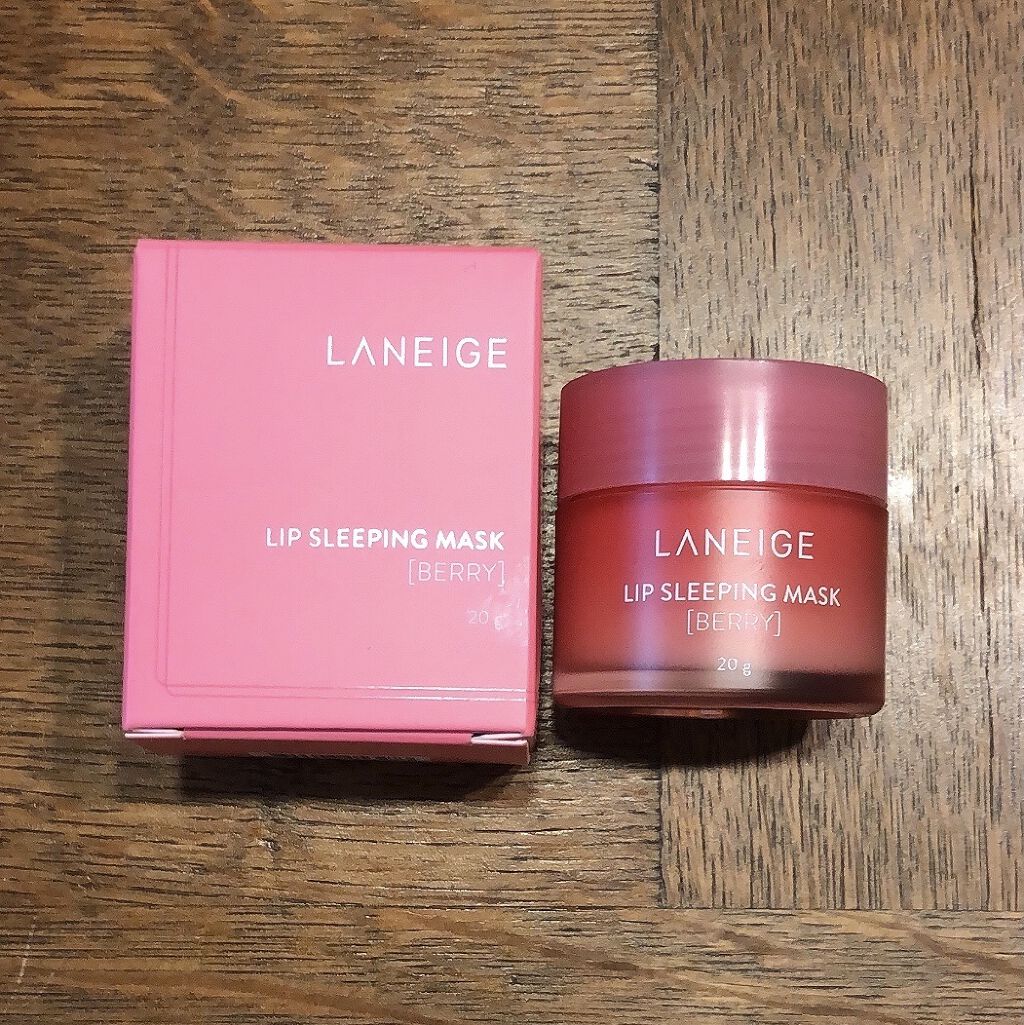 LANEIGE
LIP SLEEPING MASK
[BERRY]
20 g
LANEIGE
LIP SLEEPING MASK
[BERRY]
20 g